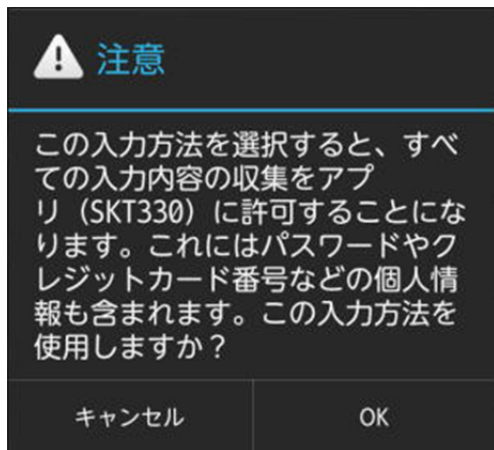 注意
この入力方法を選択すると、すべ
ての入力内容の収集をアプ
リ（SKT330）に許可することにな
ります。これにはパスワードやク
レジットカード番号などの個人情
報も含まれます。この入力方法を
使用しますか？
キャンセル
OK